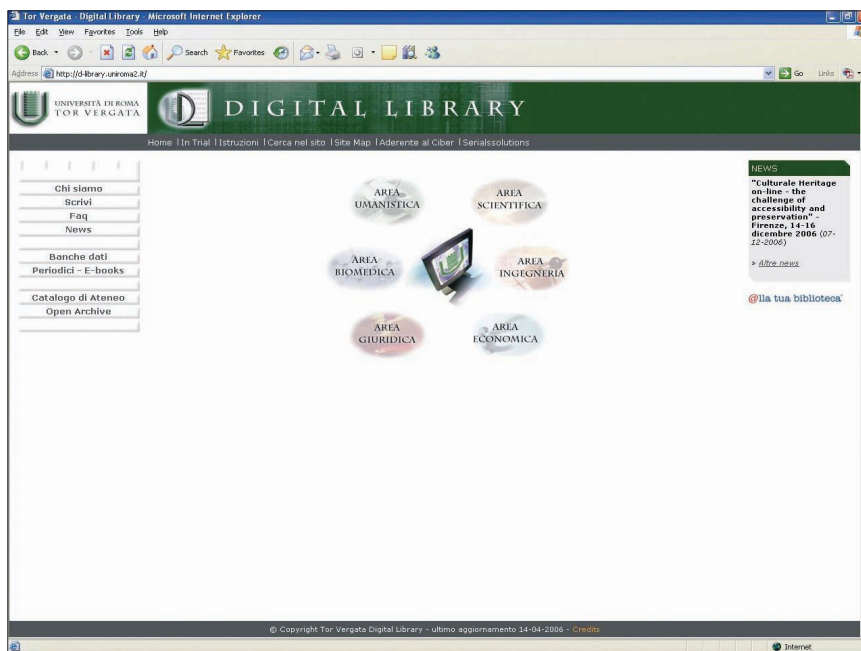 Tor Vergata - Digital Library - Microsoft Internet Explorer
File Edit View Favorites Tools Help
Back Search Favorites
Address http://d-library.uniroma2.it/ Go Links
UNIVERSITÀ DI ROMA
TOR VERGATA
DL DIGITAL LIBRARY
Home | In Trial | Istruzioni | Cerca nel sito | Site Map | Aderente al Ciber | Serialssolutions
Chi siamo
Scrivi
Faq
News
Banche dati
Periodici - E-books
Catalogo di Ateneo
Open Archive
AREA
UMANISTICA
AREA
SCIENTIFICA
AREA
BIOMEDICA
AREA
INGEGNERIA
AREA
GIURIDICA
AREA
ECONOMICA
NEWS
"Culturale Heritage
on-line - the
challenge of
accessibility and
preservation" -
Firenze, 14-16
dicembre 2006 (07-
12-2006)
» Altre news
@lla tua biblioteca
© Copyright Tor Vergata Digital Library - ultimo aggiornamento 14-04-2006 - Credits
Internet